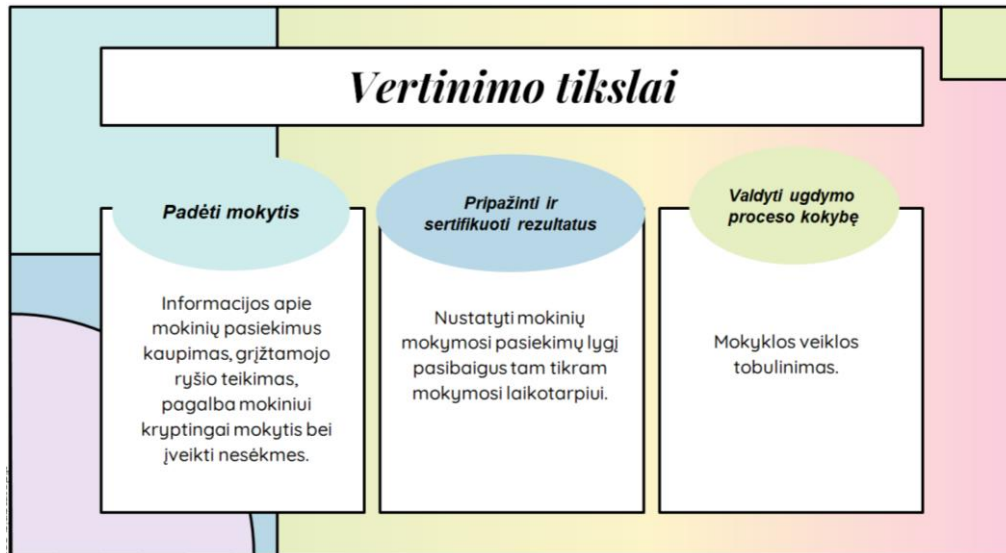 Vertinimo tikslai
Padėti mokytis
Informacijos apie
mokinių pasiekimus
kaupimas, grįžtamojo
ryšio teikimas,
pagalba mokiniui
kryptingai mokytis bei
įveikti nesėkmes.
Pripažinti ir
sertifikuoti rezultatus
Nustatyti mokinių
mokymosi pasiekimų lygį
pasibaigus tam tikram
mokymosi laikotarpiui.
Valdyti ugdymo
proceso kokybę
Mokyklos veiklos
tobulinimas.